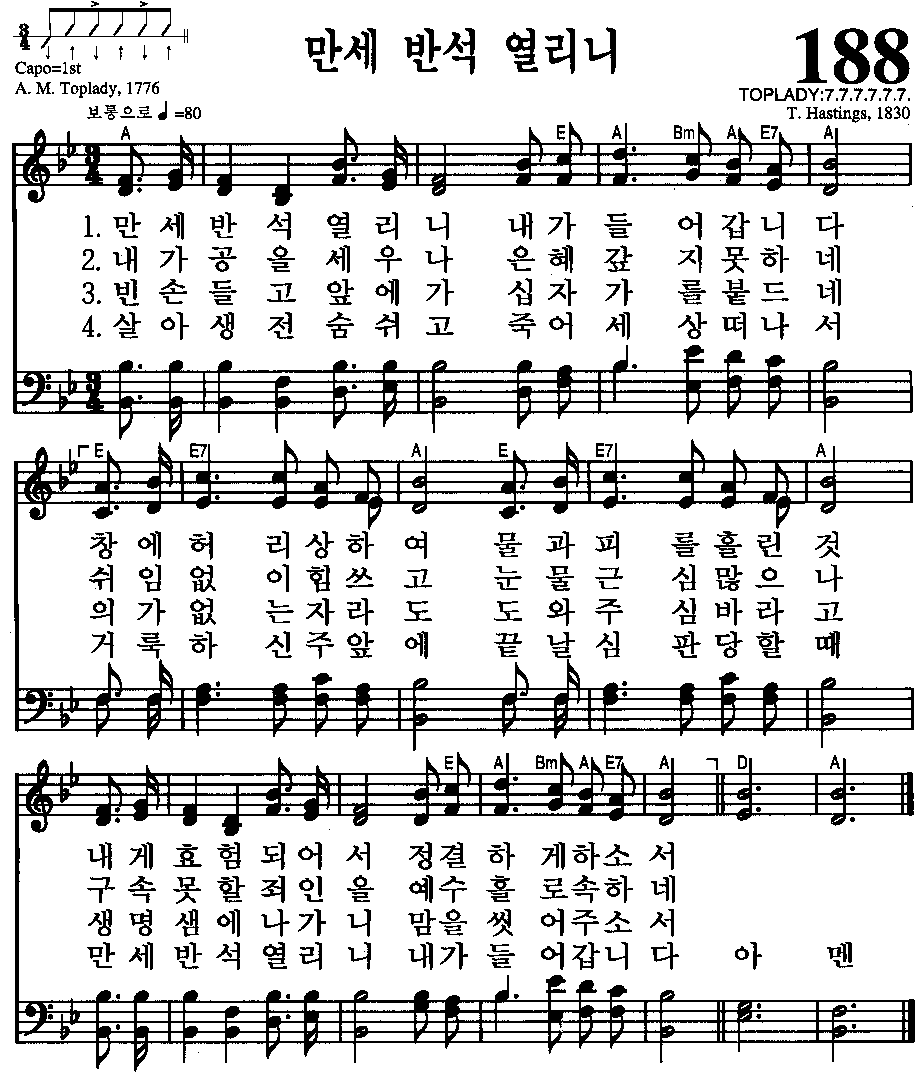 3/4
만세 반석 열리니
188
Capo=1st
A. M. Toplady, 1776
TOPLADY:7.7.7.7.7.7.
보통으로 ♩=80
T. Hastings, 1830
A E A Bm A E7 A
3/4
1. 만 세 반 석 열 리 니 내 가 들 어 갑 니 다
2. 내 가 공 을 세 우 나 은 혜 갚 지 못 하 네
3. 빈 손 들 고 앞 에 가 십 자 가 를 붙 드 네
4. 살 아 생 전 숨 쉬 고 죽 어 세 상 떠 나 서
3/4
E E7 A E E7 A
창 에 허 리 상 하 여 물 과 피 를 흘 린 것
쉬 임 없 이 힘 쓰 고 눈 물 근 심 많 으 나
의 가 없 는 자 라 도 도 와 주 심 바 라 고
거 룩 하 신 주 앞 에 끝 날 심 판 당 할 때
E A Bm A E7 A D A
내 게 효 험 되 어 서 정 결 하 게 하 소 서
구 속 못 할 죄 인 을 예 수 홀 로 속 하 네
생 명 샘 에 나 가 니 맘 을 씻 어 주 소 서
만 세 반 석 열 리 니 내 가 들 어 갑 니 다 아 멘